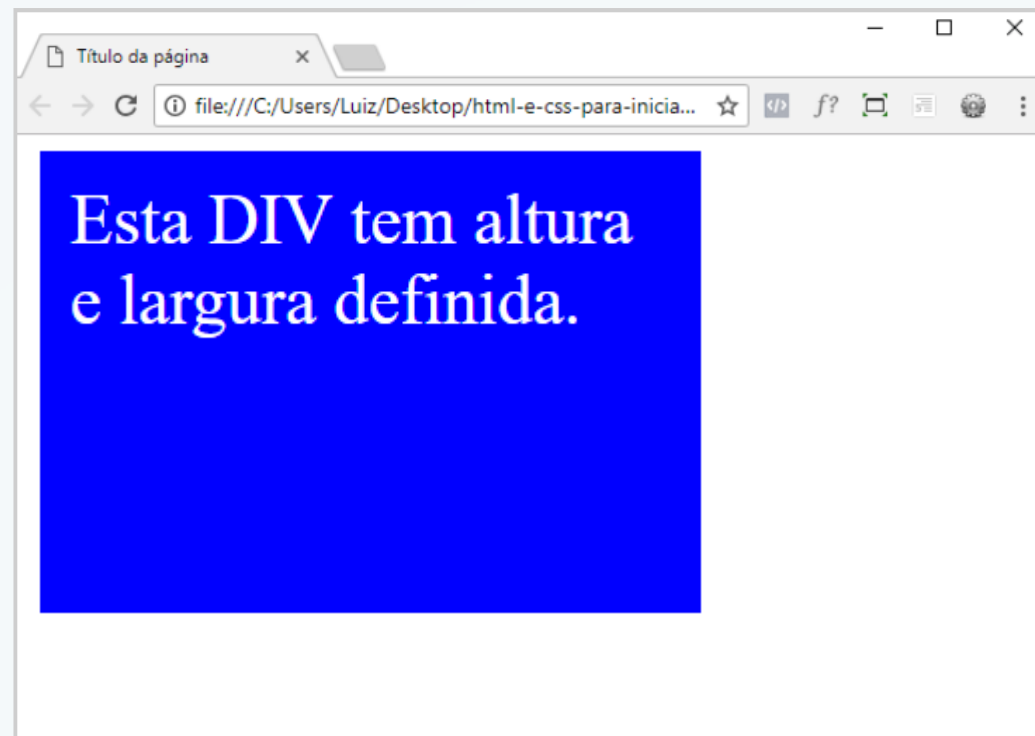 Título da página
file:///C:/Users/Luiz/Desktop/html-e-css-para-inicia...
</> f?
Esta DIV tem altura
e largura definida.